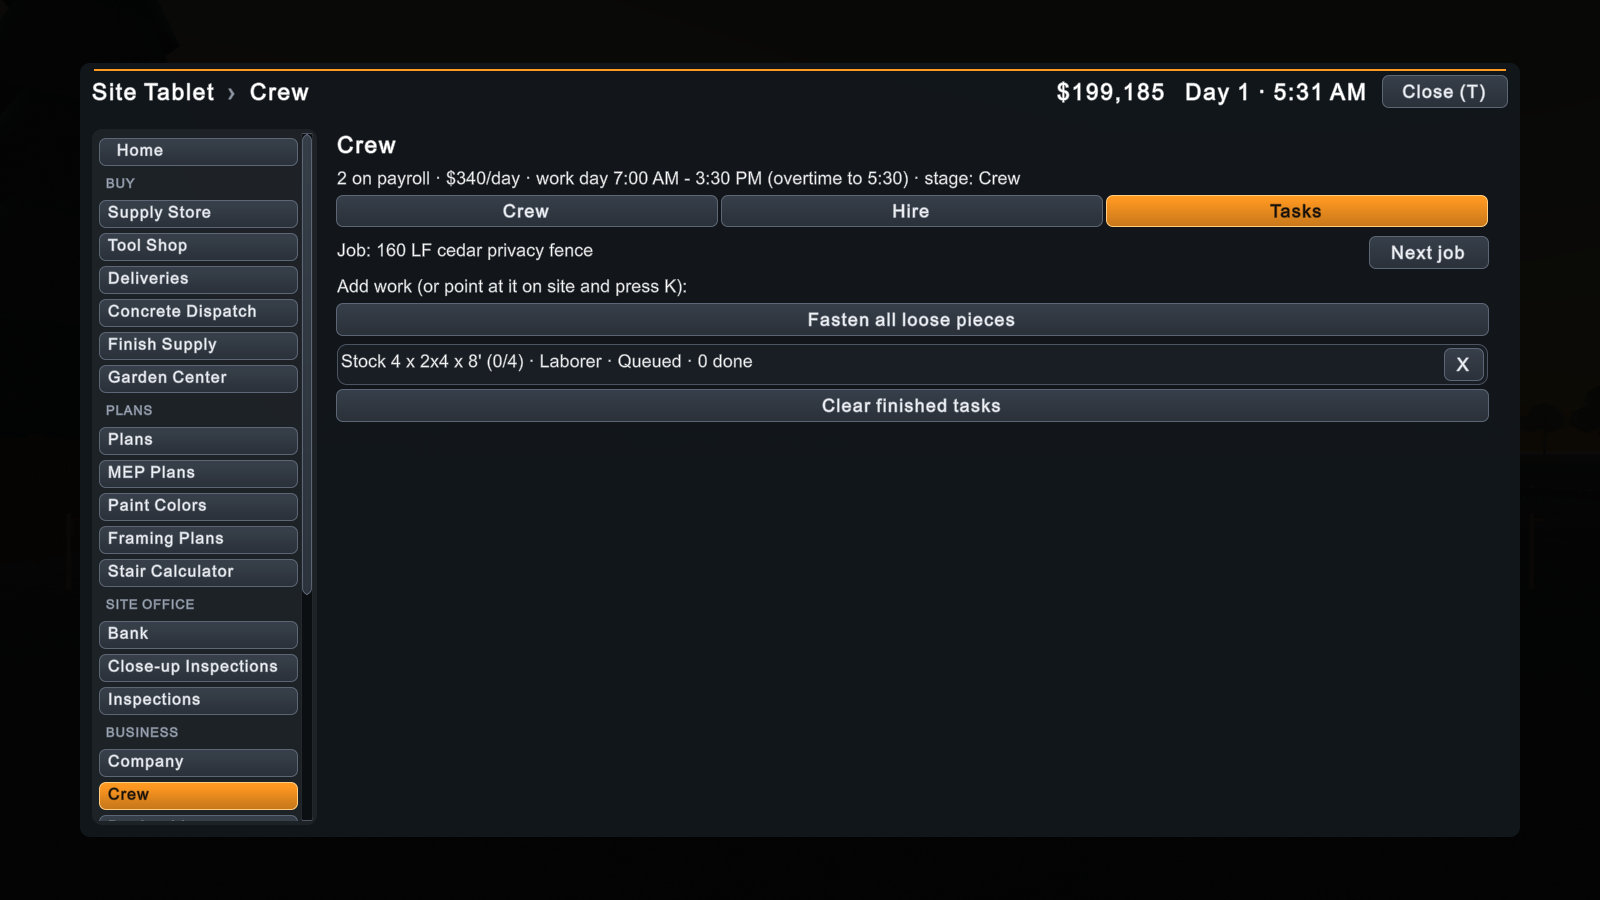 Site Tablet › Crew
$199,185 Day 1 · 5:31 AM Close (T)
Home
BUY
Supply Store
Tool Shop
Deliveries
Concrete Dispatch
Finish Supply
Garden Center
PLANS
Plans
MEP Plans
Paint Colors
Framing Plans
Stair Calculator
SITE OFFICE
Bank
Close-up Inspections
Inspections
BUSINESS
Company
Crew
Crew
2 on payroll · $340/day · work day 7:00 AM - 3:30 PM (overtime to 5:30) · stage: Crew
Crew Hire Tasks
Job: 160 LF cedar privacy fence
Next job
Add work (or point at it on site and press K):
Fasten all loose pieces
Stock 4 x 2x4 x 8' (0/4) · Laborer · Queued · 0 done
X
Clear finished tasks